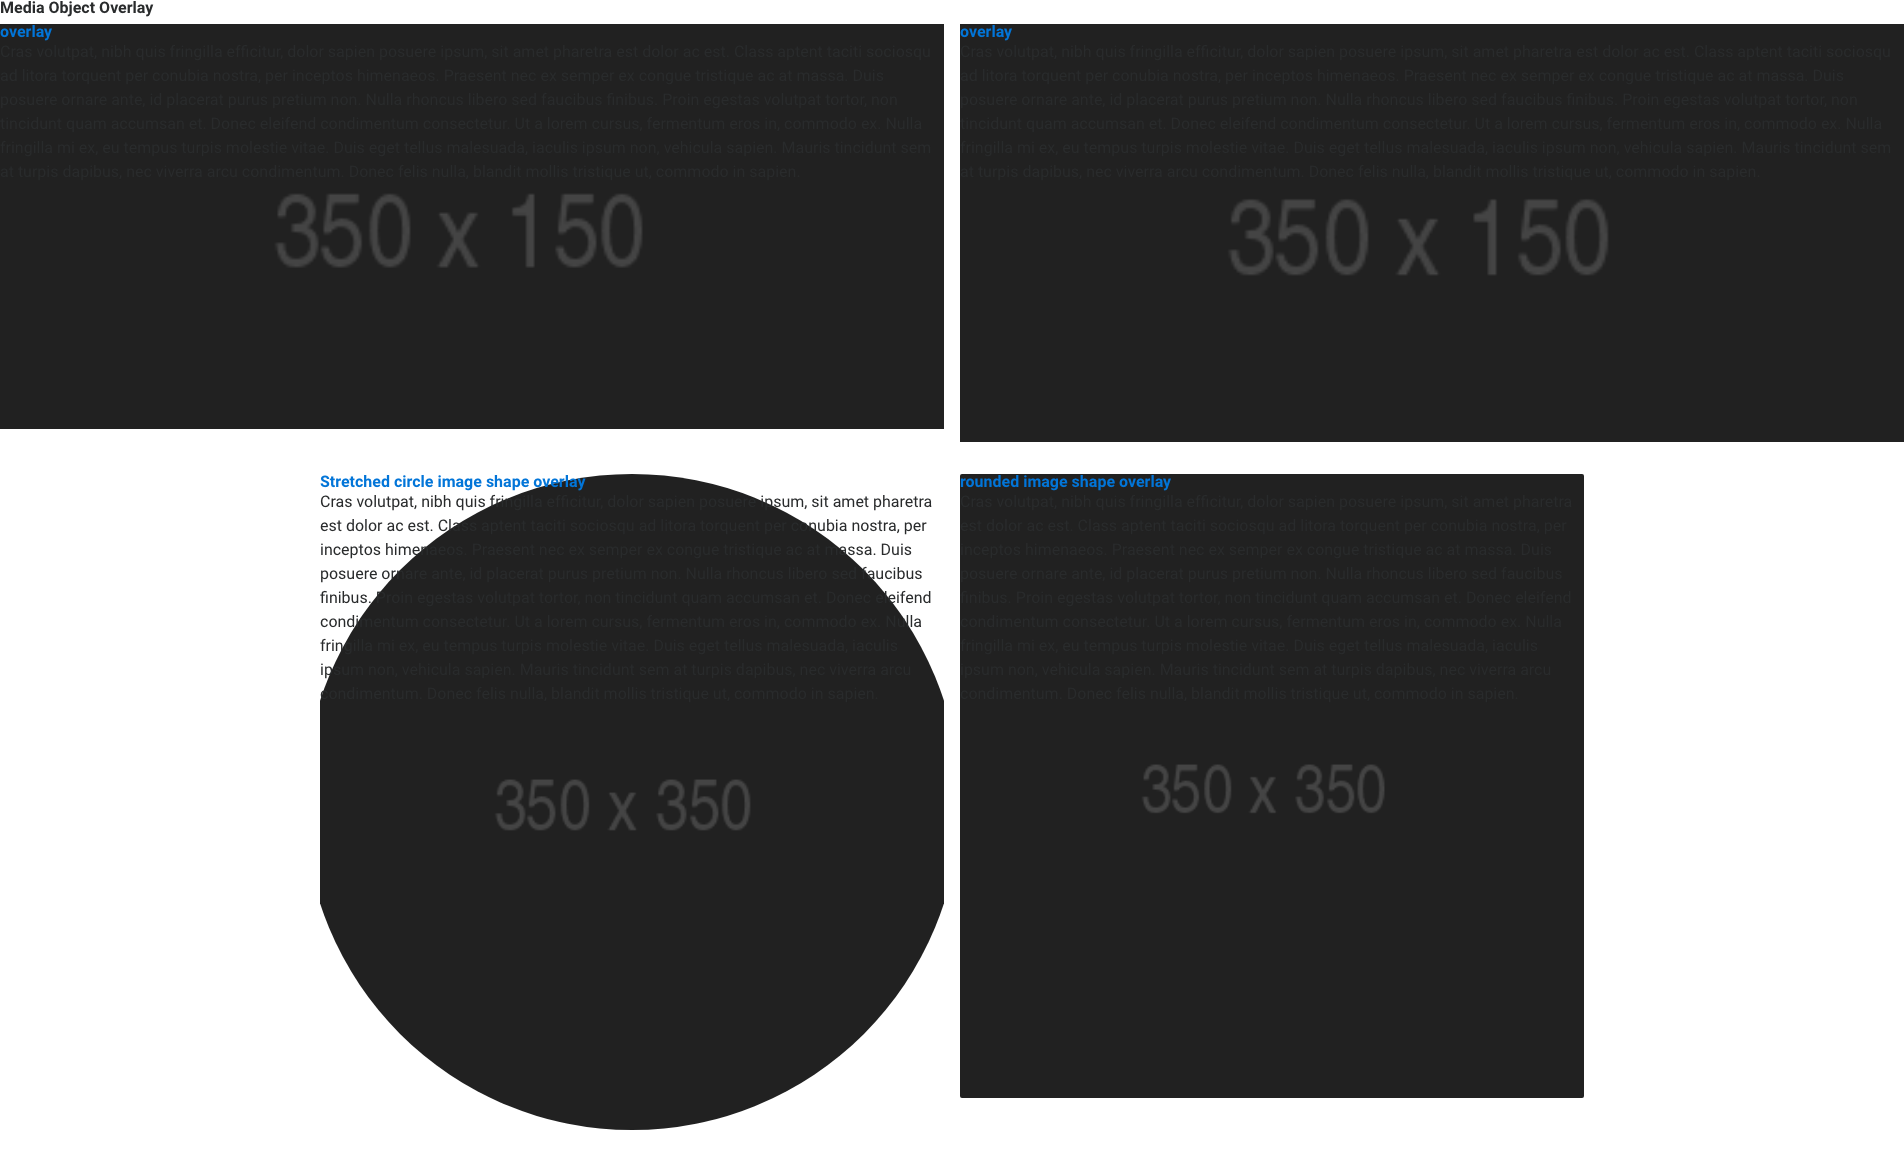 Media Object Overlay
overlay
Cras volutpat, nibh quis fringilla efficitur, dolor sapien posuere ipsum, sit amet pharetra est dolor ac est. Class aptent taciti sociosqu
ad litora torquent per conubia nostra, per inceptos himenaeos. Praesent nec ex semper ex congue tristique ac at massa. Duis
posuere ornare ante, id placerat purus pretium non. Nulla rhoncus libero sed faucibus finibus. Proin egestas volutpat tortor, non
tincidunt quam accumsan et. Donec eleifend condimentum consectetur. Ut a lorem cursus, fermentum eros in, commodo ex. Nulla
fringilla mi ex, eu tempus turpis molestie vitae. Duis eget tellus malesuada, iaculis ipsum non, vehicula sapien. Mauris tincidunt sem
at turpis dapibus, nec viverra arcu condimentum. Donec felis nulla, blandit mollis tristique ut, commodo in sapien.
350 x 150
overlay
Cras volutpat, nibh quis fringilla efficitur, dolor sapien posuere ipsum, sit amet pharetra est dolor ac est. Class aptent taciti sociosqu
ad litora torquent per conubia nostra, per inceptos himenaeos. Praesent nec ex semper ex congue tristique ac at massa. Duis
posuere ornare ante, id placerat purus pretium non. Nulla rhoncus libero sed faucibus finibus. Proin egestas volutpat tortor, non
tincidunt quam accumsan et. Donec eleifend condimentum consectetur. Ut a lorem cursus, fermentum eros in, commodo ex. Nulla
fringilla mi ex, eu tempus turpis molestie vitae. Duis eget tellus malesuada, iaculis ipsum non, vehicula sapien. Mauris tincidunt sem
at turpis dapibus, nec viverra arcu condimentum. Donec felis nulla, blandit mollis tristique ut, commodo in sapien.
350 x 150
Stretched circle image shape overlay
Cras volutpat, nibh quis fringilla efficitur, dolor sapien posuere ipsum, sit amet pharetra
est dolor ac est. Class aptent taciti sociosqu ad litora torquent per conubia nostra, per
inceptos himenaeos. Praesent nec ex semper ex congue tristique ac at massa. Duis
posuere ornare ante, id placerat purus pretium non. Nulla rhoncus libero sed faucibus
finibus. Proin egestas volutpat tortor, non tincidunt quam accumsan et. Donec eleifend
condimentum consectetur. Ut a lorem cursus, fermentum eros in, commodo ex. Nulla
fringilla mi ex, eu tempus turpis molestie vitae. Duis eget tellus malesuada, iaculis
ipsum non, vehicula sapien. Mauris tincidunt sem at turpis dapibus, nec viverra arcu
condimentum. Donec felis nulla, blandit mollis tristique ut, commodo in sapien.
350 x 350
rounded image shape overlay
Cras volutpat, nibh quis fringilla efficitur, dolor sapien posuere ipsum, sit amet pharetra
est dolor ac est. Class aptent taciti sociosqu ad litora torquent per conubia nostra, per
inceptos himenaeos. Praesent nec ex semper ex congue tristique ac at massa. Duis
posuere ornare ante, id placerat purus pretium non. Nulla rhoncus libero sed faucibus
finibus. Proin egestas volutpat tortor, non tincidunt quam accumsan et. Donec eleifend
condimentum consectetur. Ut a lorem cursus, fermentum eros in, commodo ex. Nulla
fringilla mi ex, eu tempus turpis molestie vitae. Duis eget tellus malesuada, iaculis
ipsum non, vehicula sapien. Mauris tincidunt sem at turpis dapibus, nec viverra arcu
condimentum. Donec felis nulla, blandit mollis tristique ut, commodo in sapien.
350 x 350